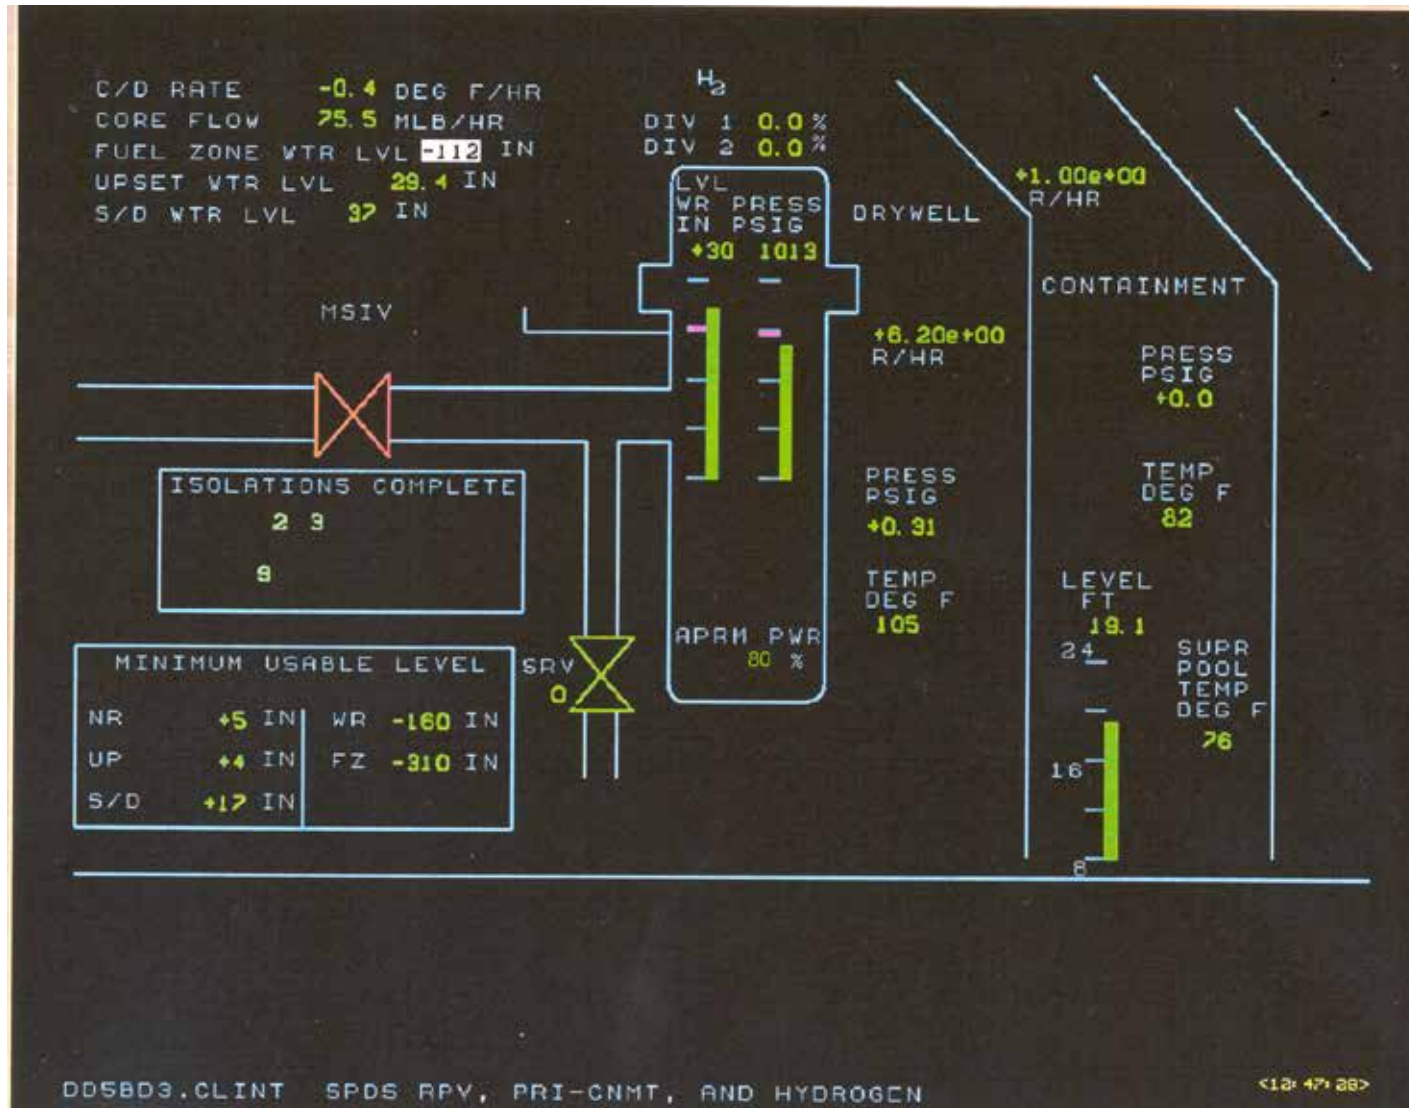 C/D RATE -0.4 DEG F/HR
CORE FLOW 75.5 MLB/HR
FUEL ZONE WTR LVL -112 IN
UPSET WTR LVL 29.4 IN
S/D WTR LVL 37 IN
H2
DIV 1 0.0 %
DIV 2 0.0 %
LVL
WR PRESS
IN PSIG
+30 1013
DRYWELL
+1.00e+00
R/HR
CONTAINMENT
MSIV
+6.20e+00
R/HR
PRESS
PSIG
+0.0
ISOLATIONS COMPLETE
2 3
9
PRESS
PSIG
+0.31
TEMP
DEG F
82
TEMP
DEG F
105
LEVEL
FT
19.1
24
16
8
SUPR
POOL
TEMP
DEG F
76
APRM PWR
80 %
SRV
0
MINIMUM USABLE LEVEL
NR +5 IN WR -160 IN
UP +4 IN FZ -310 IN
S/D +17 IN
DD5BD3.CLINT SPDS RPV, PRI-CNMT, AND HYDROGEN
<12:47:28>